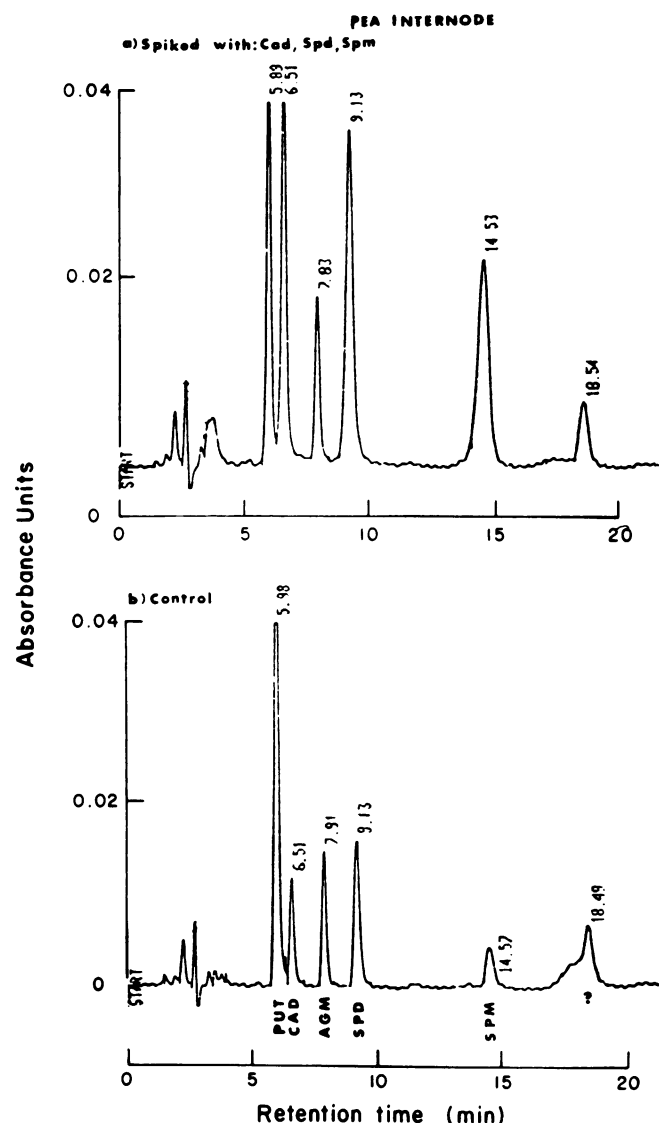 PEA INTERNODE
a) Spiked with: Cad, Spd, Spm
5.89
6.51
7.83
9.13
14 53
18.54
0.04
0.02
0
START
0 5 10 15 20
Absorbance Units
b) Control
5.98
6.51
7.91
9.13
14.57
18.49
0.04
0.02
0
START
PUT
CAD
AGM
SPD
SPM
?
0 5 10 15 20
Retention time (min)